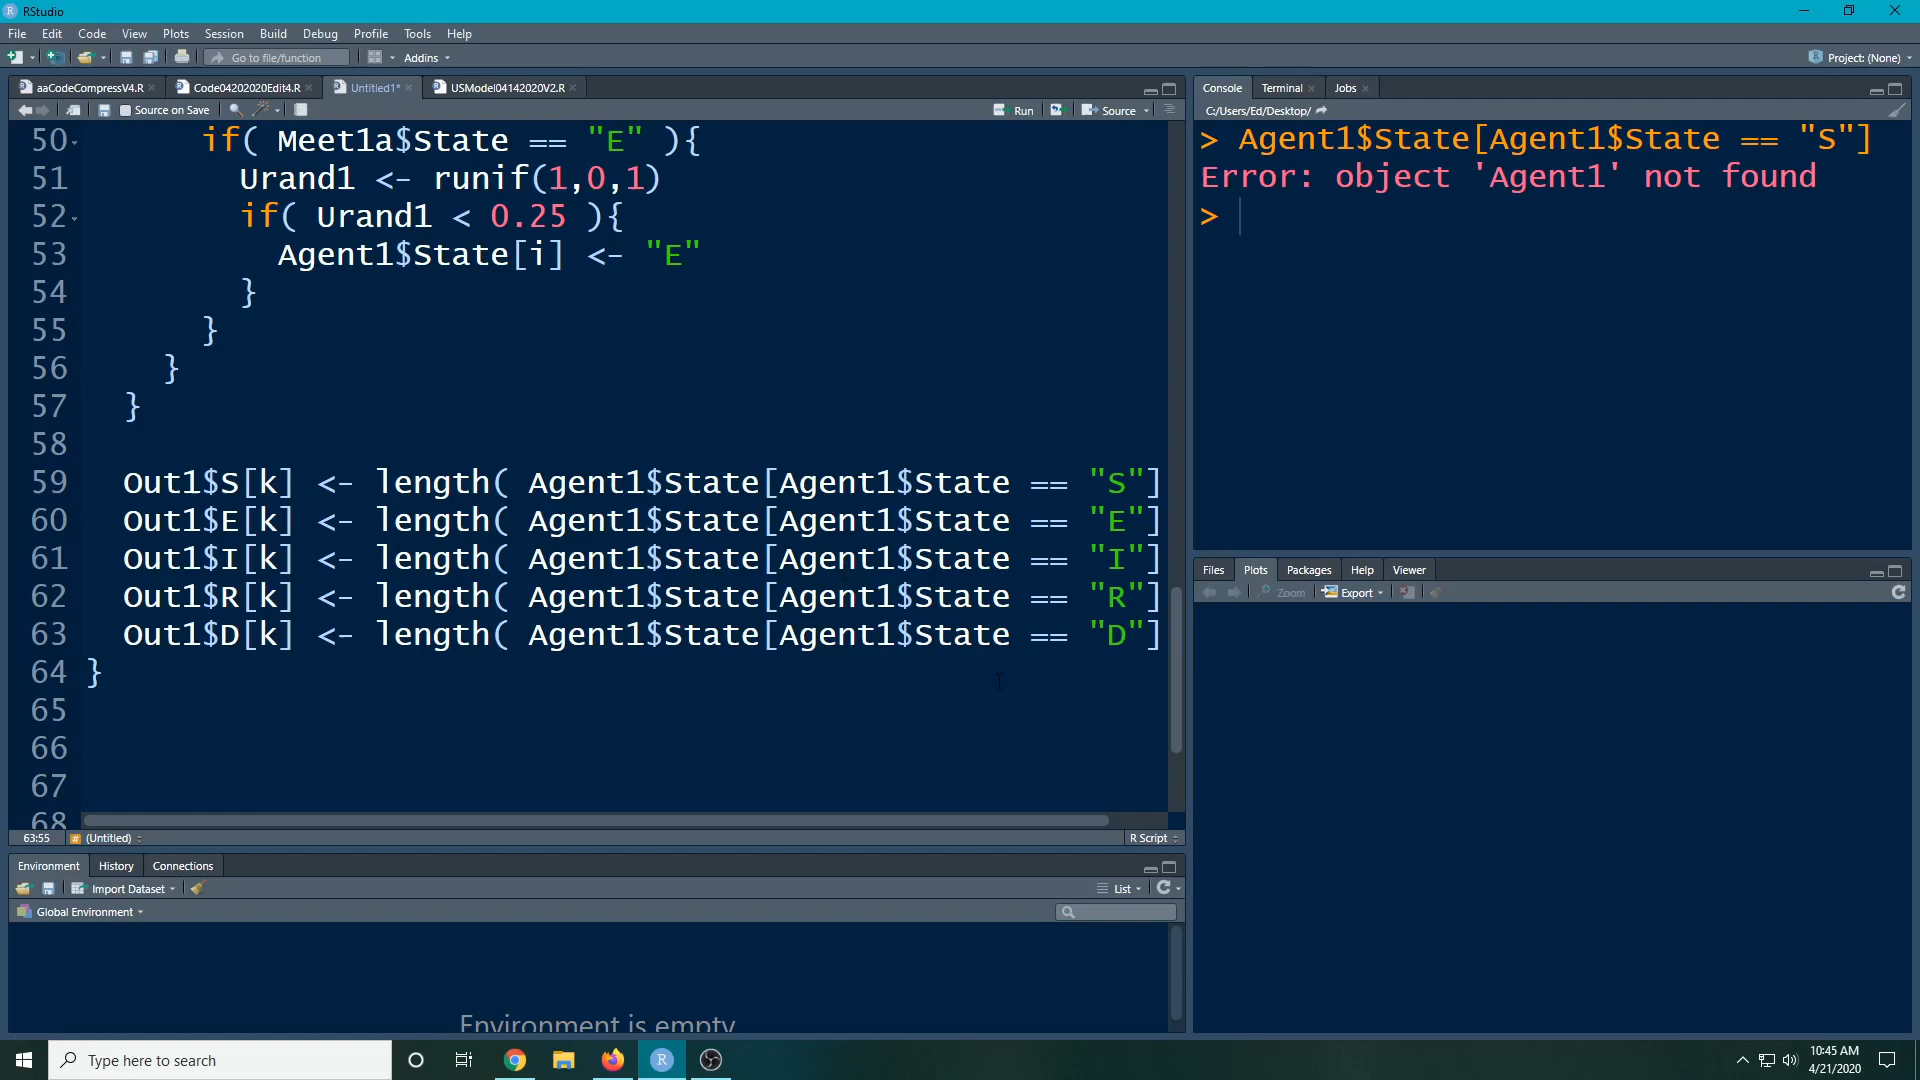 RStudio
File Edit Code View Plots Session Build Debug Profile Tools Help
Go to file/function Addins Project: (None)
aaCodeCompressV4.R Code04202020Edit4.R Untitled1* USModel04142020V2.R
Source on Save Run Source
50 if( Meet1a$State == "E" ){
51 Urand1 <- runif(1,0,1)
52 if( Urand1 < 0.25 ){
53 Agent1$State[i] <- "E"
54 }
55 }
56 }
57 }
58
59 Out1$S[k] <- length( Agent1$State[Agent1$State == "S"]
60 Out1$E[k] <- length( Agent1$State[Agent1$State == "E"]
61 Out1$I[k] <- length( Agent1$State[Agent1$State == "I"]
62 Out1$R[k] <- length( Agent1$State[Agent1$State == "R"]
63 Out1$D[k] <- length( Agent1$State[Agent1$State == "D"]
64 }
65
66
67
68
63:55 # (Untitled) R Script
Environment History Connections
Import Dataset List
Global Environment
Environment is empty
Console Terminal Jobs
C:/Users/Ed/Desktop/
> Agent1$State[Agent1$State == "S"]
Error: object 'Agent1' not found
>
Files Plots Packages Help Viewer
Zoom Export
Type here to search
10:45 AM
4/21/2020